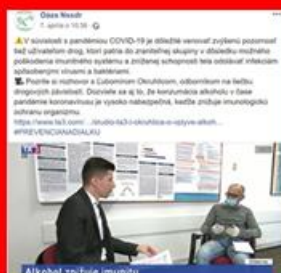 7. apríla o 10:36
V súvislosti s pandémiou COVID-19 je dôležité venovať zvýšenú pozornosť
tiež užívateľom drog, ktorí patria do zraniteľnej skupiny v dôsledku možného
poškodenia imunitného systému a zníženej schopnosti tela odolávať infekciám
spôsobeným vírusmi a baktériami.
Pozrite si rozhovor s Ľubomírom Okruhlicom, odborníkom na liečbu
drogových závislostí. Dozviete sa aj to, že konzumácia alkoholu v čase
pandémie koronavírusu je vysoko nebezpečná, keďže znižuje imunologickú
ochranu organizmu.
https://www.ta3.com/.../studio-ta3-l-okruhlica-o-vplyve-alkoh...
#PREVENCIANADIALKU
Alkohol znižuje imunitu